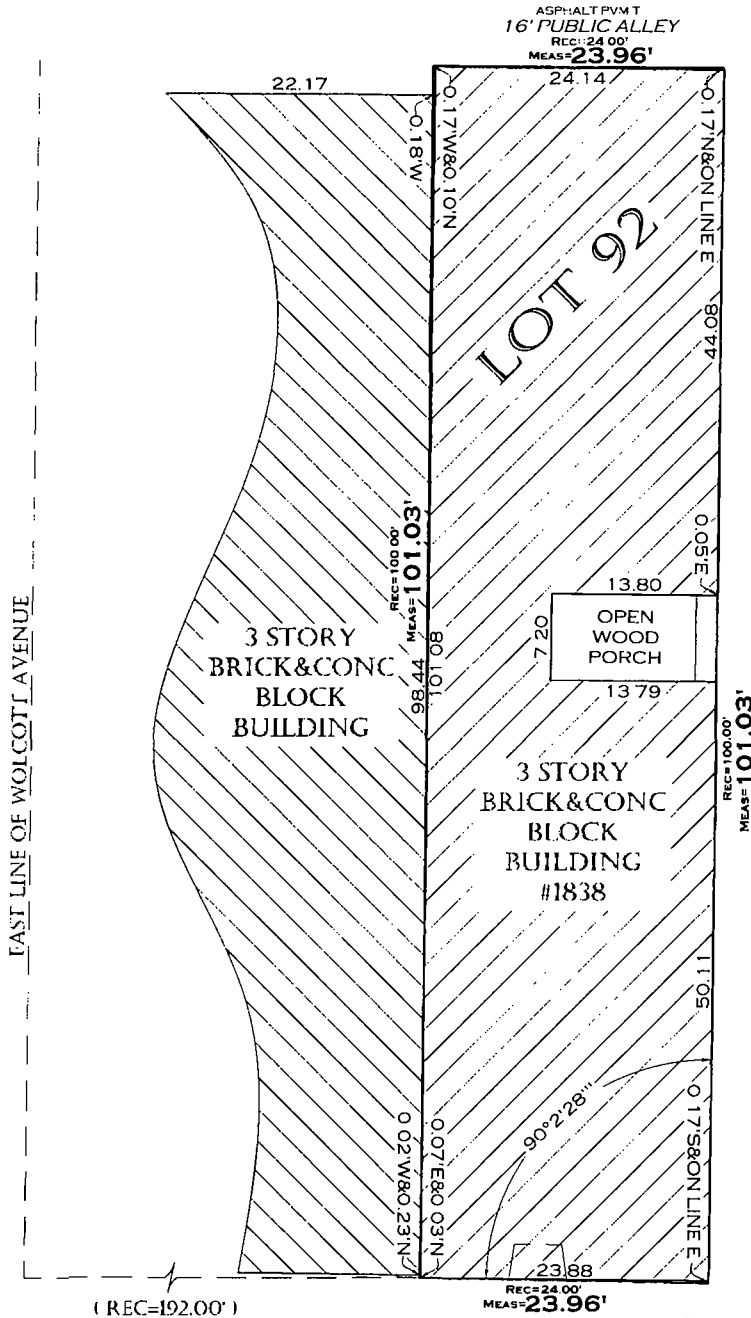 ASPHALT PVM T
16' PUBLIC ALLEY
REC=24 00'
MEAS=23.96'
22.17
24.14
0.18'W
0.17'W&0.10'N
0.17'N&ON LINE E
LOT 92
44.08
REC=100 00'
MEAS=101.03'
0.05'E
13.80
OPEN
WOOD
PORCH
7 20
13.79
EAST LINE OF WOLCOTT AVENUE
3 STORY
BRICK&CONC
BLOCK
BUILDING
98.44
101 08
REC=100.00'
MEAS=101.03'
3 STORY
BRICK&CONC
BLOCK
BUILDING
#1838
50.11
90°2'28"
0 02'W&0.23'N
0.07'E&0 03'N
0 17'S&ON LINE E
23.88
( REC=192.00' )
REC=24.00'
MEAS=23.96'